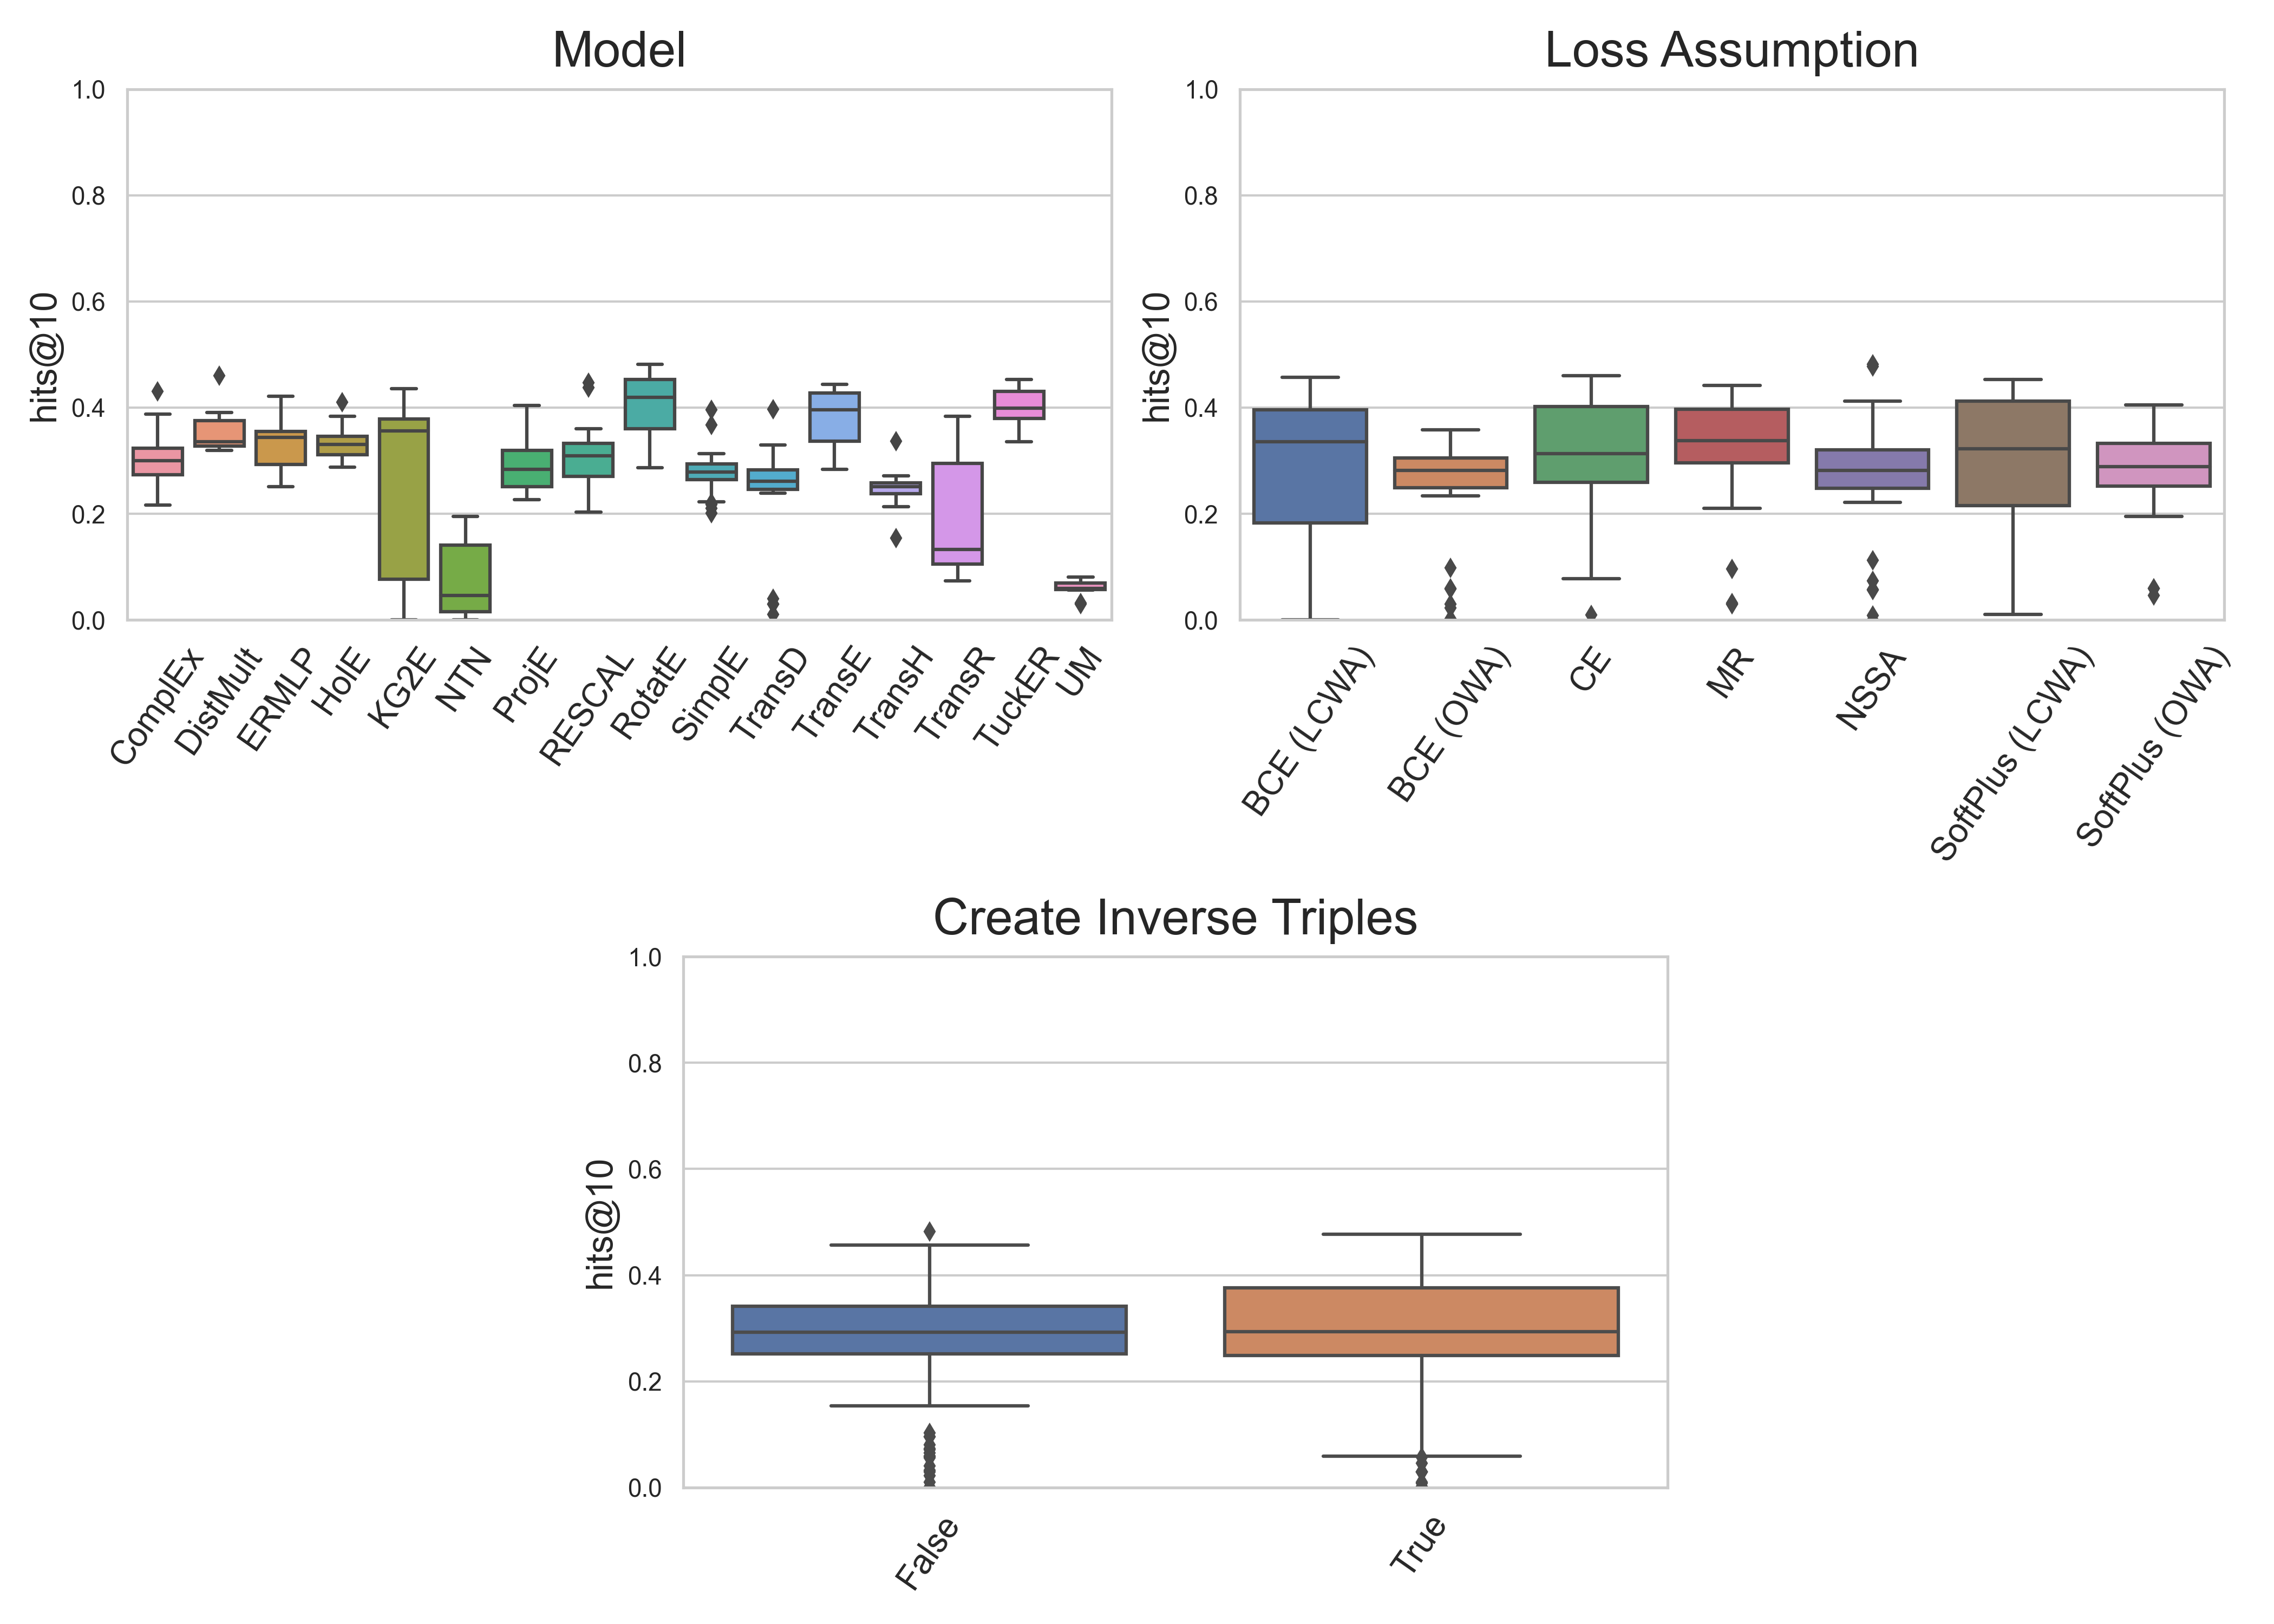 Model
1.0
0.8
0.6
0.4
0.2
0.0
hits@10
ComplEx
DistMult
ERMLP
HolE
KG2E
NTN
ProjE
RESCAL
RotatE
SimplE
TransD
TransE
TransH
TransR
TuckER
UM
Loss Assumption
1.0
0.8
0.6
0.4
0.2
0.0
hits@10
BCE (LCWA)
BCE (OWA)
CE
MR
NSSA
SoftPlus (LCWA)
SoftPlus (OWA)
Create Inverse Triples
1.0
0.8
0.6
0.4
0.2
0.0
hits@10
False
True